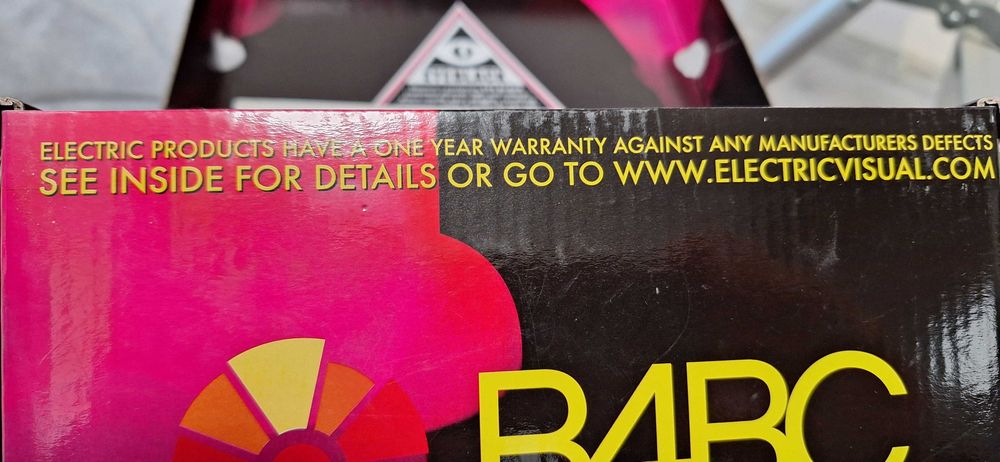 ELECTRIC PRODUCTS HAVE A ONE YEAR WARRANTY AGAINST ANY MANUFACTURERS DEFECTS
SEE INSIDE FOR DETAILS OR GO TO WWW.ELECTRICVISUAL.COM
B4BC